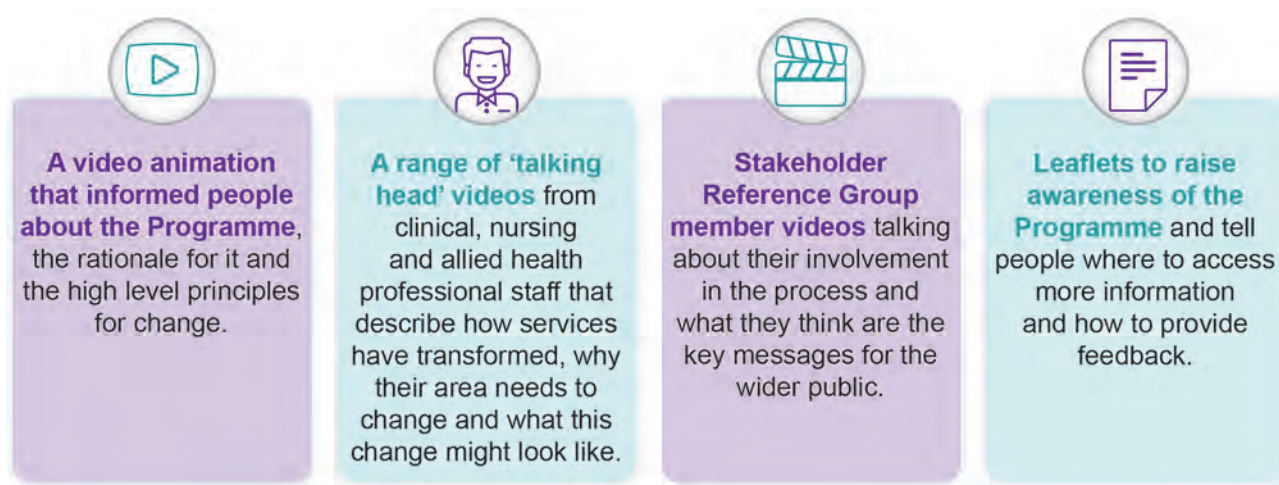 A video animation
that informed people
about the Programme,
the rationale for it and
the high level principles
for change.
A range of ‘talking
head’ videos from
clinical, nursing
and allied health
professional staff that
describe how services
have transformed, why
their area needs to
change and what this
change might look like.
Stakeholder
Reference Group
member videos talking
about their involvement
in the process and
what they think are the
key messages for the
wider public.
Leaflets to raise
awareness of the
Programme and tell
people where to access
more information
and how to provide
feedback.